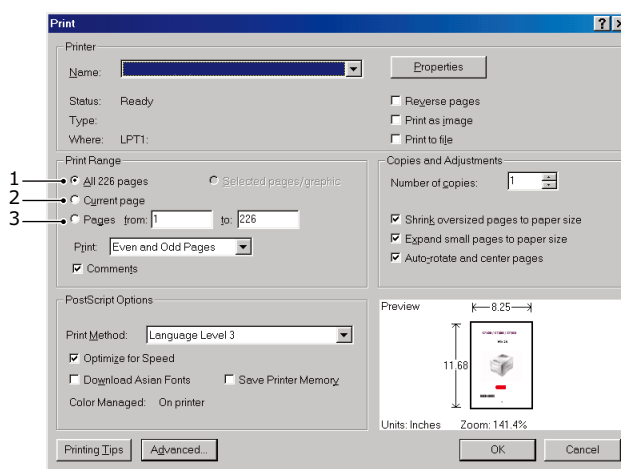 Print
Printer
Name:
Properties
Status: Ready
Reverse pages
Type:
Print as image
Where: LPT1:
Print to file
Print Range
1 All 226 pages
Selected pages/graphic
2 Current page
3 Pages from: 1 to: 226
Print: Even and Odd Pages
Comments
Copies and Adjustments
Number of copies: 1
Shrink oversized pages to paper size
Expand small pages to paper size
Auto-rotate and center pages
PostScript Options
Print Method: Language Level 3
Optimize for Speed
Download Asian Fonts
Save Printer Memory
Color Managed: On printer
Preview
8.25
11.68
Units: Inches Zoom: 141.4%
Printing Tips
Advanced...
OK
Cancel